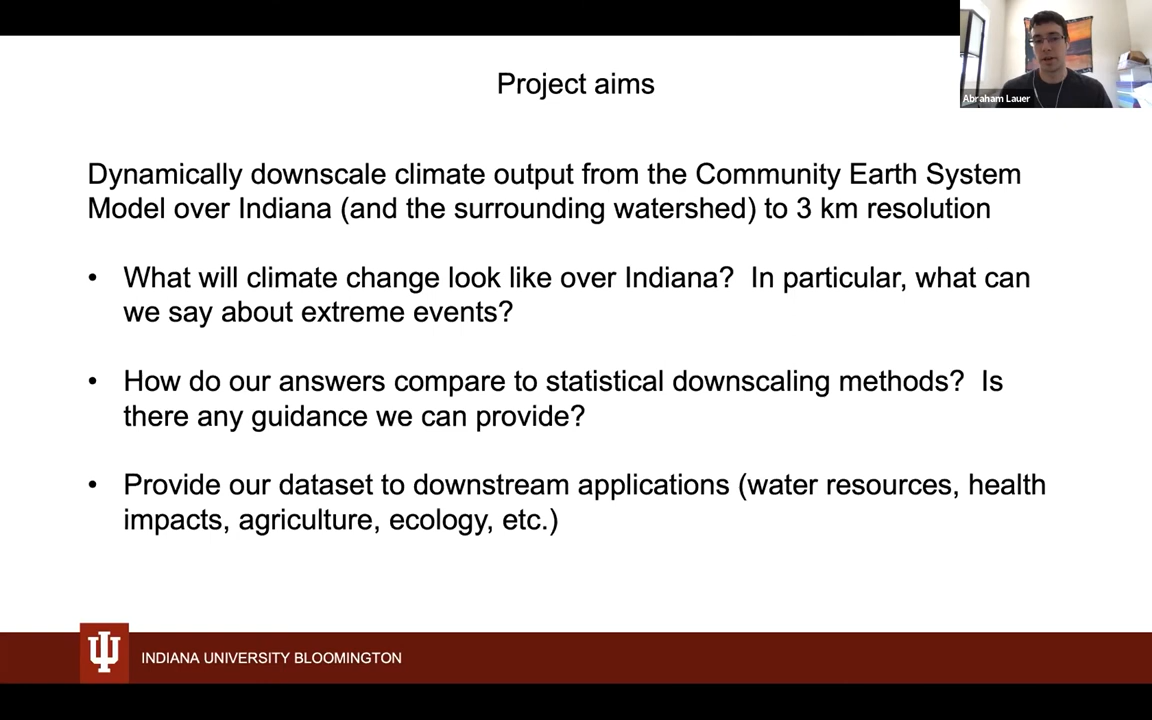 Project aims
Abraham Lauer
Dynamically downscale climate output from the Community Earth System
Model over Indiana (and the surrounding watershed) to 3 km resolution
• What will climate change look like over Indiana?  In particular, what can
we say about extreme events?
• How do our answers compare to statistical downscaling methods?  Is
there any guidance we can provide?
• Provide our dataset to downstream applications (water resources, health
impacts, agriculture, ecology, etc.)
INDIANA UNIVERSITY BLOOMINGTON